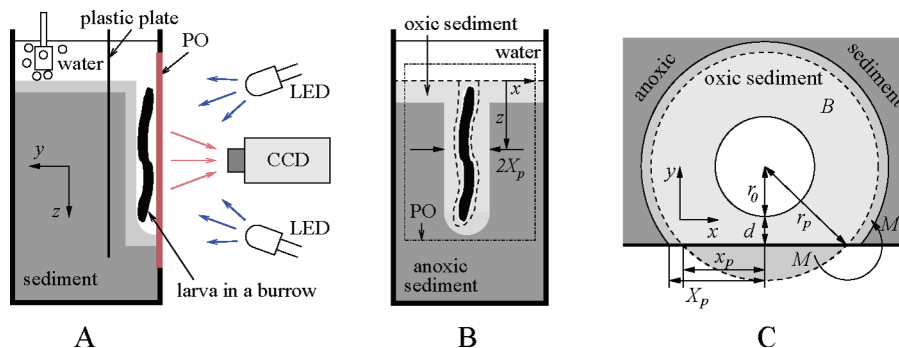 plastic plate
PO
water
LED
CCD
LED
y
z
sediment
larva in a burrow
A
oxic sediment
water
x
z
2X_p
PO
anoxic
sediment
B
anoxic
sediment
oxic sediment
B
y
x
r_0
r_p
d
M
M
x_p
X_p
C